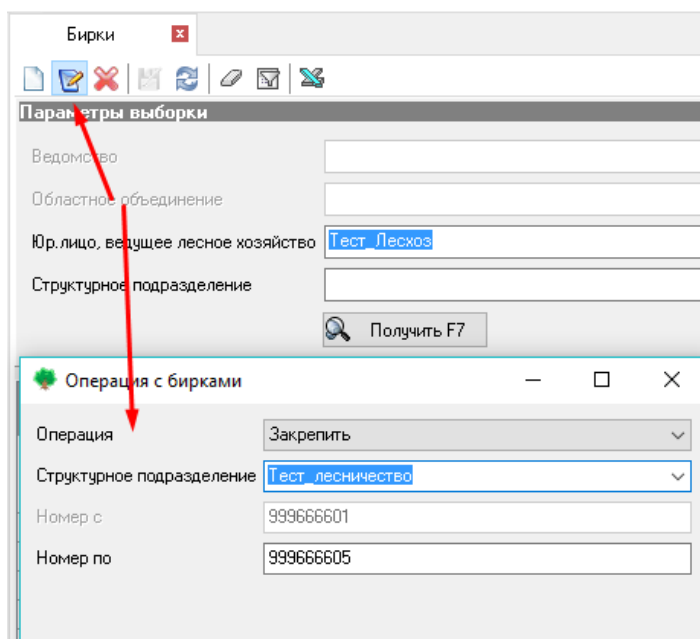 Бирки
Параметры выборки
Ведомство
Областное объединение
Юр.лицо, ведущее лесное хозяйство Тест_Лесхоз
Структурное подразделение
Получить F7
Операция с бирками
Операция Закрепить
Структурное подразделение Тест_лесничество
Номер с 999666601
Номер по 999666605